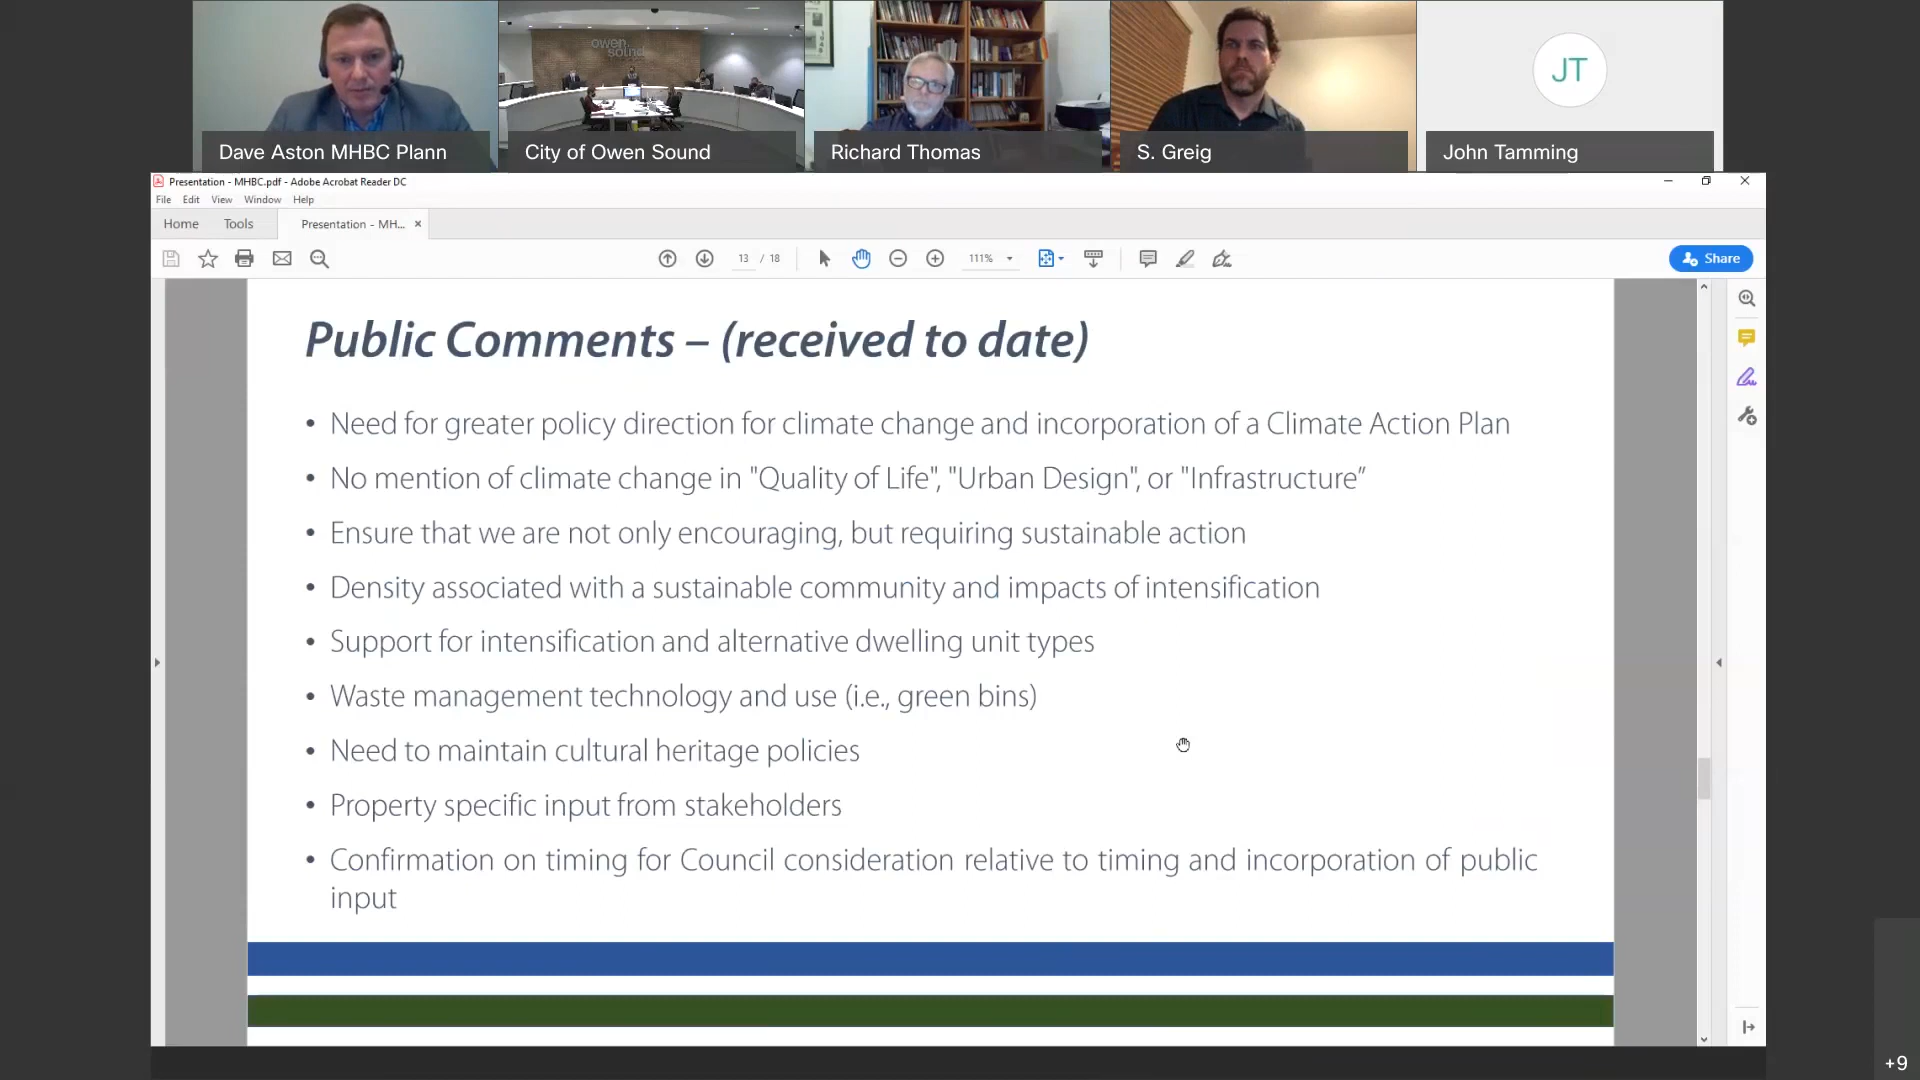 owen
sound
JT
Dave Aston MHBC Plann
City of Owen Sound
Richard Thomas
S. Greig
John Tamming
Presentation - MHBC.pdf - Adobe Acrobat Reader DC
File Edit View Window Help
Home Tools Presentation - MH... ×
13 / 18 111% Share
Public Comments – (received to date)
• Need for greater policy direction for climate change and incorporation of a Climate Action Plan
• No mention of climate change in "Quality of Life", "Urban Design", or "Infrastructure”
• Ensure that we are not only encouraging, but requiring sustainable action
• Density associated with a sustainable community and impacts of intensification
• Support for intensification and alternative dwelling unit types
• Waste management technology and use (i.e., green bins)
• Need to maintain cultural heritage policies
• Property specific input from stakeholders
• Confirmation on timing for Council consideration relative to timing and incorporation of public
input
+9